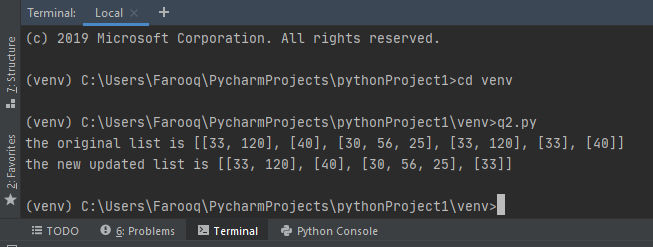 Terminal: Local × +
(c) 2019 Microsoft Corporation. All rights reserved.
(venv) C:\Users\Farooq\PycharmProjects\pythonProject1>cd venv
(venv) C:\Users\Farooq\PycharmProjects\pythonProject1\venv>q2.py
the original list is [[33, 120], [40], [30, 56, 25], [33, 120], [33], [40]]
the new updated list is [[33, 120], [40], [30, 56, 25], [33]]
(venv) C:\Users\Farooq\PycharmProjects\pythonProject1\venv>
7: Structure
2: Favorites
TODO 6: Problems Terminal Python Console